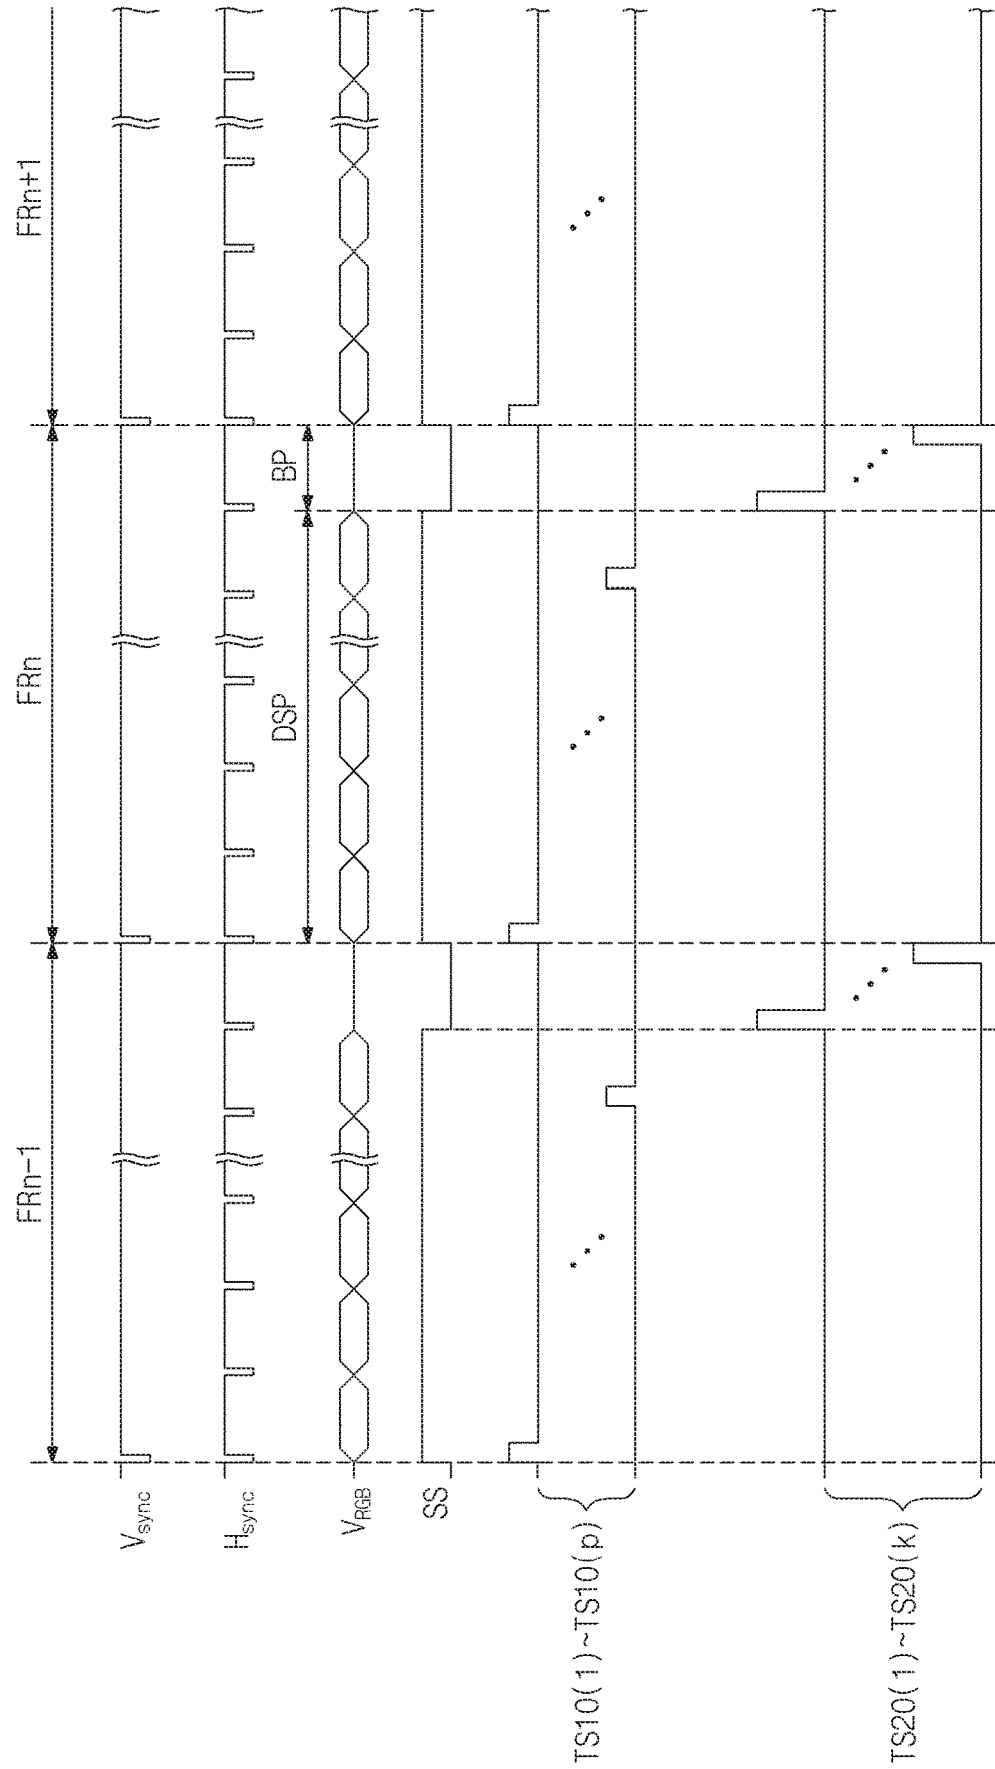 FRn-1
FRn
FRn+1
Vsync
Hsync
DSP
BP
VRGB
SS
TS10(1)~TS10(p)
TS20(1)~TS20(k)